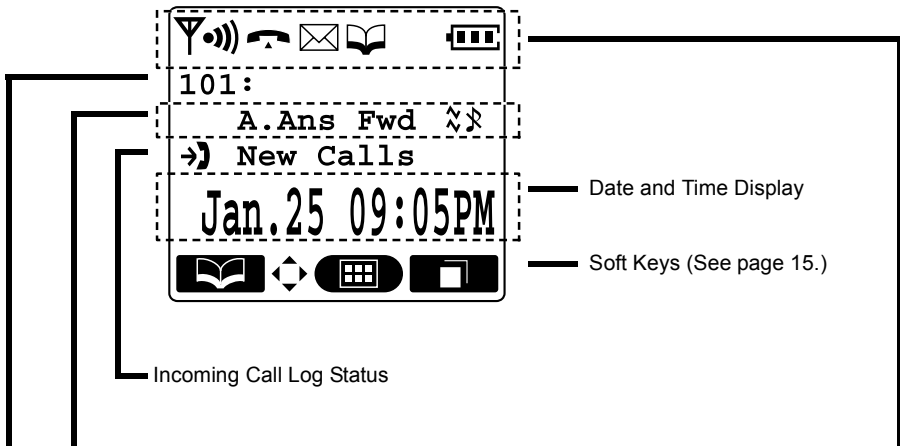 101:
A.Ans Fwd
New Calls
Jan.25 09:05PM
Date and Time Display
Soft Keys (See page 15.)
Incoming Call Log Status